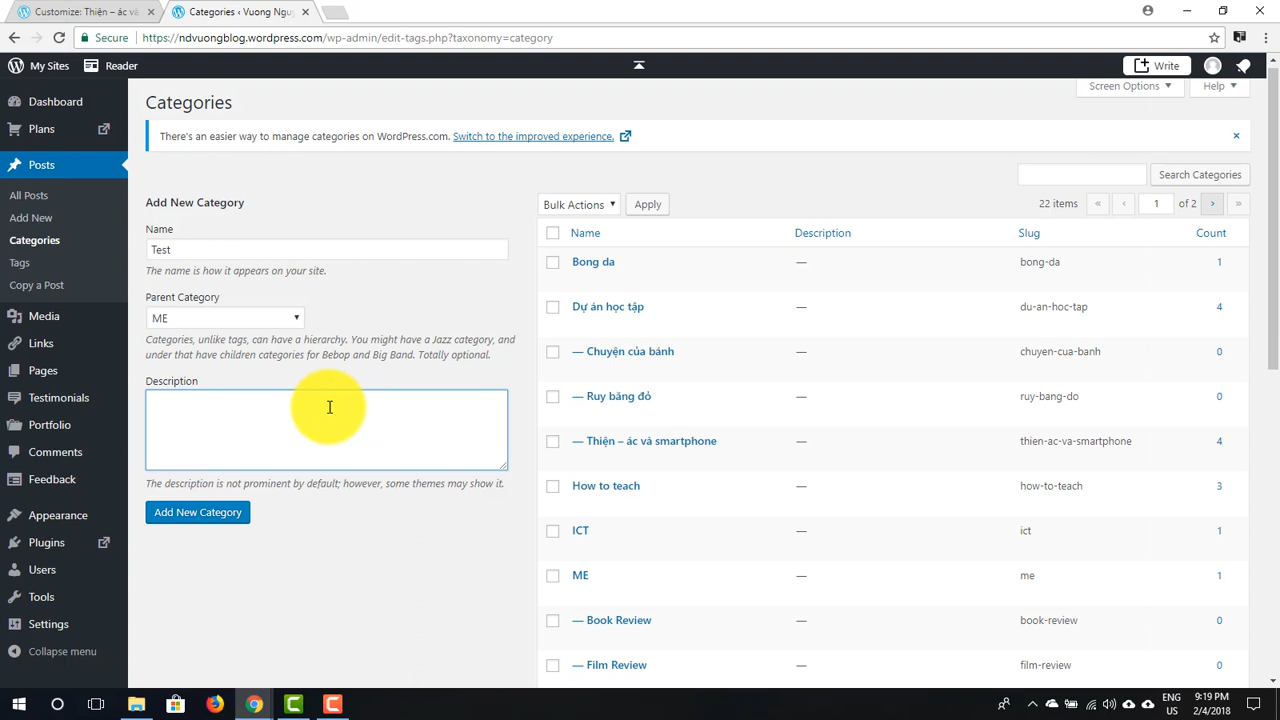 Customize: Thiện – ác và
Categories ‹ Vuong Ngu
Secure
https://ndvuongblog.wordpress.com/wp-admin/edit-tags.php?taxonomy=category
My Sites
Reader
Write
Dashboard
Plans
Posts
All Posts
Add New
Categories
Tags
Copy a Post
Media
Links
Pages
Testimonials
Portfolio
Comments
Feedback
Appearance
Plugins
Users
Tools
Settings
Collapse menu
Categories
Screen Options
Help
There's an easier way to manage categories on WordPress.com. Switch to the improved experience.
Search Categories
Add New Category
Name
Test
The name is how it appears on your site.
Parent Category
ME
Categories, unlike tags, can have a hierarchy. You might have a Jazz category, and
under that have children categories for Bebop and Big Band. Totally optional.
Description
The description is not prominent by default; however, some themes may show it.
Add New Category
Bulk Actions
Apply
22 items « ‹ 1 of 2 › »
Name Description Slug Count
Bong da — bong-da 1
Dự án học tập — du-an-hoc-tap 4
— Chuyện của bánh — chuyen-cua-banh 0
— Ruy băng đỏ — ruy-bang-do 0
— Thiện – ác và smartphone — thien-ac-va-smartphone 4
How to teach — how-to-teach 3
ICT — ict 1
ME — me 1
— Book Review — book-review 0
— Film Review — film-review 0
ENG
US
9:19 PM
2/4/2018